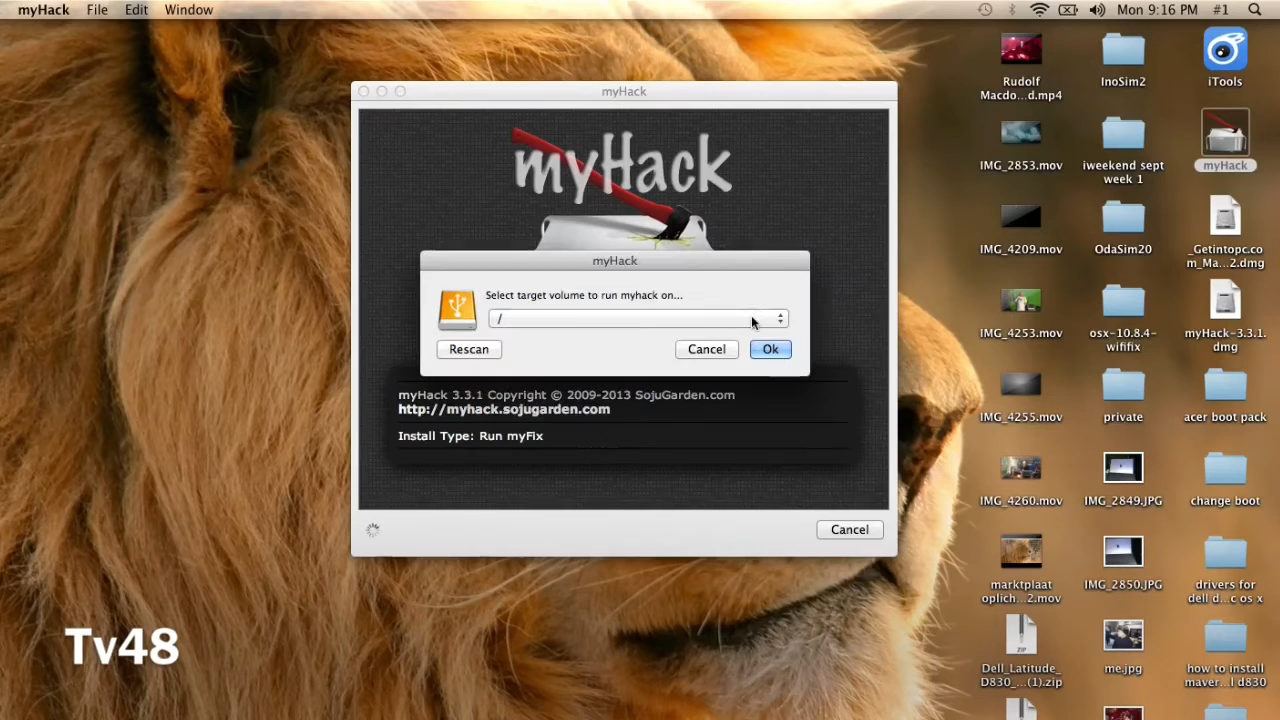 myHack File Edit Window
Mon 9:16 PM #1
myHack
myHack
myHack
Select target volume to run myhack on...
/
Rescan
Cancel
Ok
myHack 3.3.1 Copyright © 2009-2013 SojuGarden.com
http://myhack.sojugarden.com
Install Type: Run myFix
Cancel
Tv48
Rudolf
Macdo...d.mp4
InoSim2
iTools
IMG_2853.mov
iweekend sept
week 1
myHack
IMG_4209.mov
OdaSim20
_Getintopc.co
m_Ma...2.dmg
IMG_4253.mov
osx-10.8.4-
wififix
myHack-3.3.1.
dmg
IMG_4255.mov
private
acer boot pack
IMG_4260.mov
IMG_2849.JPG
change boot
marktplaat
oplich...2.mov
IMG_2850.JPG
drivers for
dell d...c os x
ZIP
Dell_Latitude_
D830_...(1).zip
me.jpg
how to install
maver...l d830